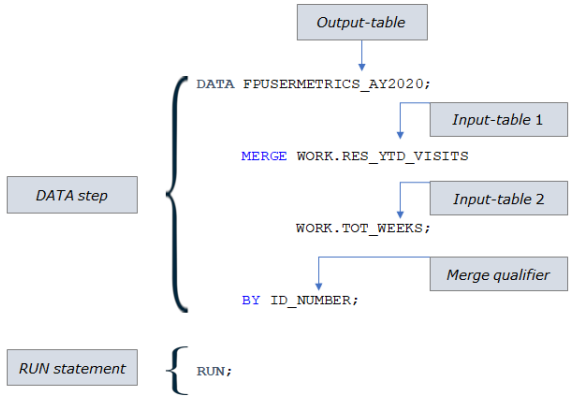 Output-table
DATA FPUSERMETRICS_AY2020;
Input-table 1
MERGE WORK.RES_YTD_VISITS
DATA step
Input-table 2
WORK.TOT_WEEKS;
Merge qualifier
BY ID_NUMBER;
RUN statement
RUN;